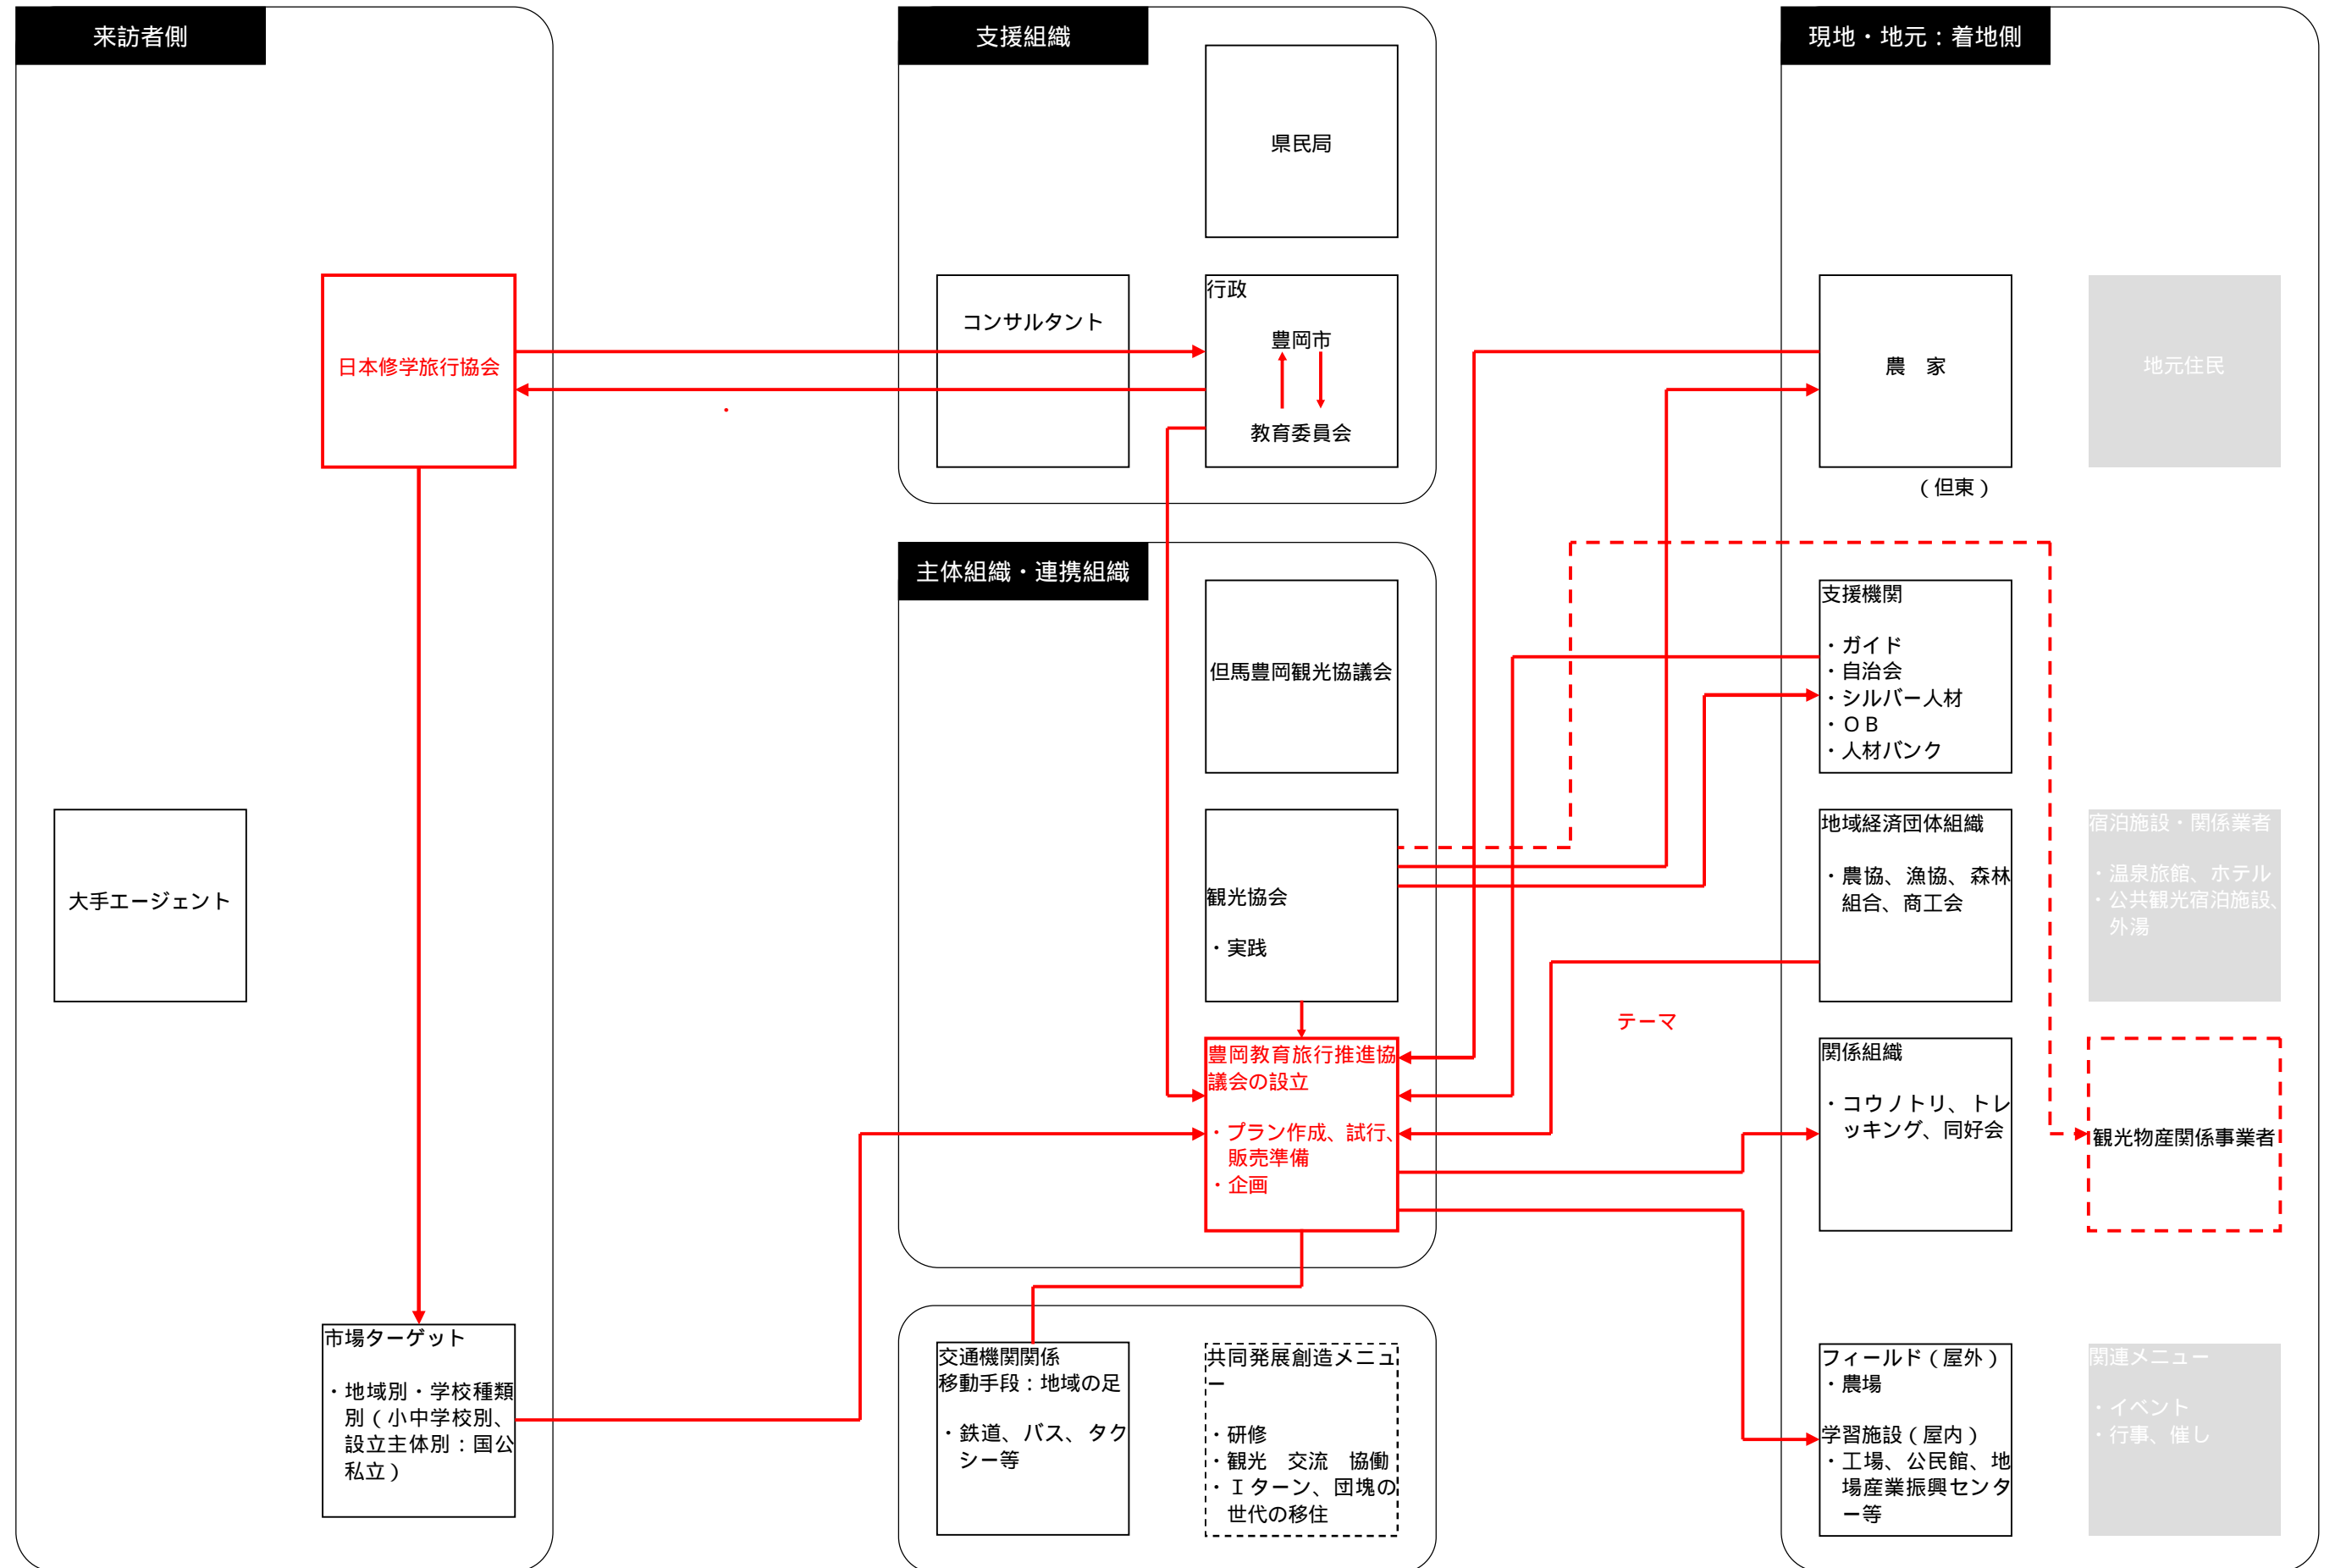 来訪者側
日本修学旅行協会
大手エージェント
市場ターゲット
・地域別・学校種類
別（小中学校別、
設立主体別：国公
私立）
・
支援組織
県民局
コンサルタント
行政
豊岡市
教育委員会
主体組織・連携組織
但馬豊岡観光協議会
観光協会
・実践
豊岡教育旅行推進協
議会の設立
・プラン作成、試行、
販売準備
・企画
交通機関関係
移動手段：地域の足
・鉄道、バス、タク
シー等
共同発展創造メニュ
ー
・研修
・観光　交流　協働
・Ｉターン、団塊の
世代の移住
テーマ
現地・地元：着地側
農　家
（但東）
地元住民
支援機関
・ガイド
・自治会
・シルバー人材
・ＯＢ
・人材バンク
地域経済団体組織
・農協、漁協、森林
組合、商工会
宿泊施設・関係業者
・温泉旅館、ホテル
・公共観光宿泊施設、
外湯
関係組織
・コウノトリ、トレ
ッキング、同好会
観光物産関係事業者
フィールド（屋外）
・農場
学習施設（屋内）
・工場、公民館、地
場産業振興センタ
ー等
関連メニュー
・イベント
・行事、催し